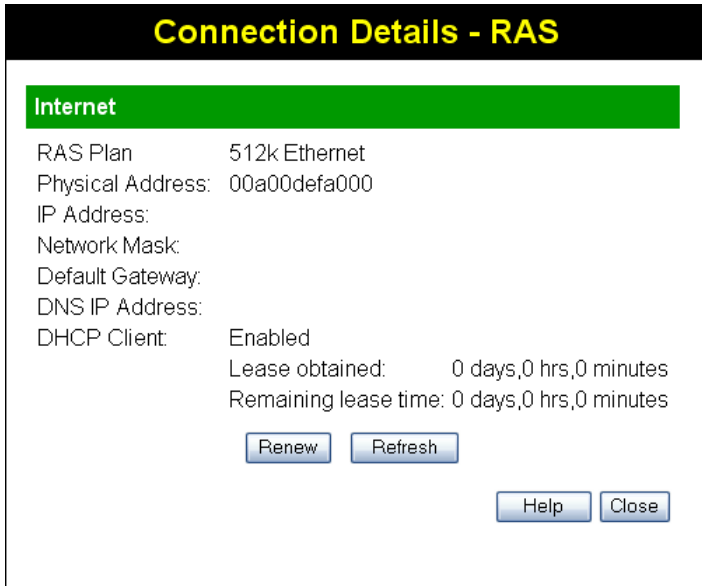 Connection Details - RAS
Internet
RAS Plan 512k Ethernet
Physical Address: 00a00defa000
IP Address:
Network Mask:
Default Gateway:
DNS IP Address:
DHCP Client: Enabled
Lease obtained: 0 days,0 hrs,0 minutes
Remaining lease time: 0 days,0 hrs,0 minutes
Renew Refresh
Help Close